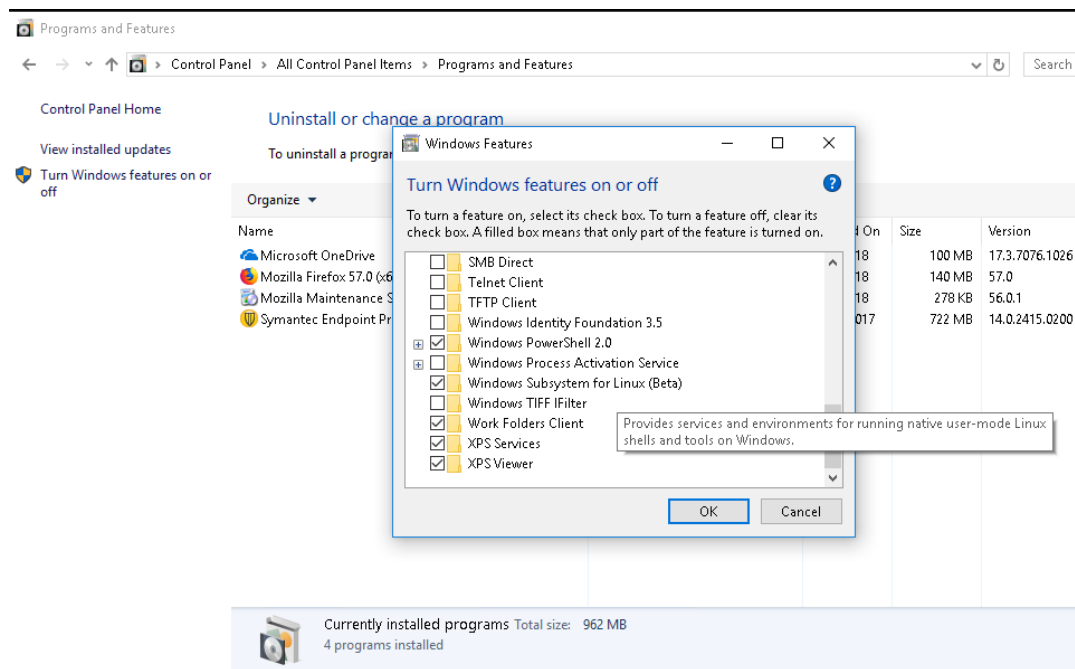 Programs and Features
Control Panel > All Control Panel Items > Programs and Features
Search
Control Panel Home
View installed updates
Turn Windows features on or
off
Uninstall or change a program
To uninstall a program
Organize
Name
d On
Size
Version
Microsoft OneDrive
18
100 MB
17.3.7076.1026
Mozilla Firefox 57.0 (x6
18
140 MB
57.0
Mozilla Maintenance S
18
278 KB
56.0.1
Symantec Endpoint Pr
017
722 MB
14.0.2415.0200
Windows Features
Turn Windows features on or off
To turn a feature on, select its check box. To turn a feature off, clear its
check box. A filled box means that only part of the feature is turned on.
SMB Direct
Telnet Client
TFTP Client
Windows Identity Foundation 3.5
Windows PowerShell 2.0
Windows Process Activation Service
Windows Subsystem for Linux (Beta)
Windows TIFF IFilter
Work Folders Client
XPS Services
XPS Viewer
Provides services and environments for running native user-mode Linux
shells and tools on Windows.
OK
Cancel
Currently installed programs Total size: 962 MB
4 programs installed